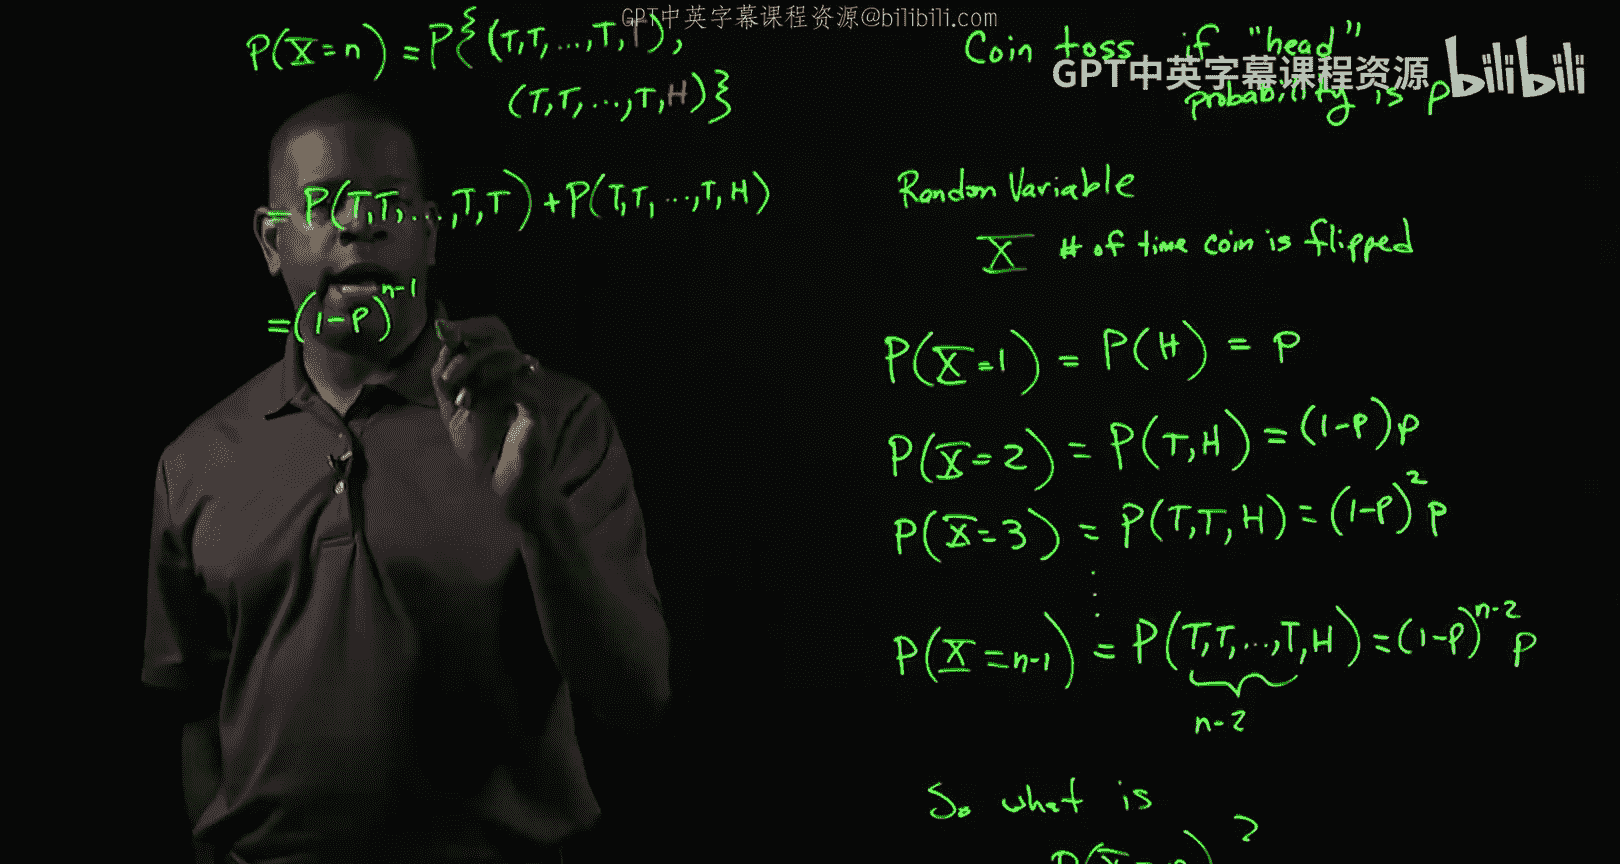 GPT中英字幕课程资源@bilibili.com
GPT中英字幕课程资源 bilibili
P(X=n) = P{(T,T,...,T,T),
(T,T,...,T,H)}
= P(T,T,...,T,T) + P(T,T,...,T,H)
= (1-P)^{n-1}
Coin toss if "head"
probability is p
Random Variable
X # of time coin is flipped
P(X=1) = P(H) = P
P(X=2) = P(T,H) = (1-P)P
P(X=3) = P(T,T,H) = (1-P)^2 P
⋮
P(X=n-1) = P(T,T,...,T,H) = (1-P)^{n-2} P
n-2
So what is
?